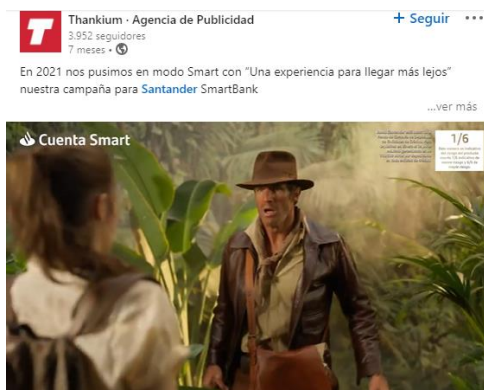 Thankium · Agencia de Publicidad
+ Seguir
3.952 seguidores
7 meses •
En 2021 nos pusimos en modo Smart con “Una experiencia para llegar más lejos”
nuestra campaña para Santander SmartBank
...ver más
Cuenta Smart
1/6